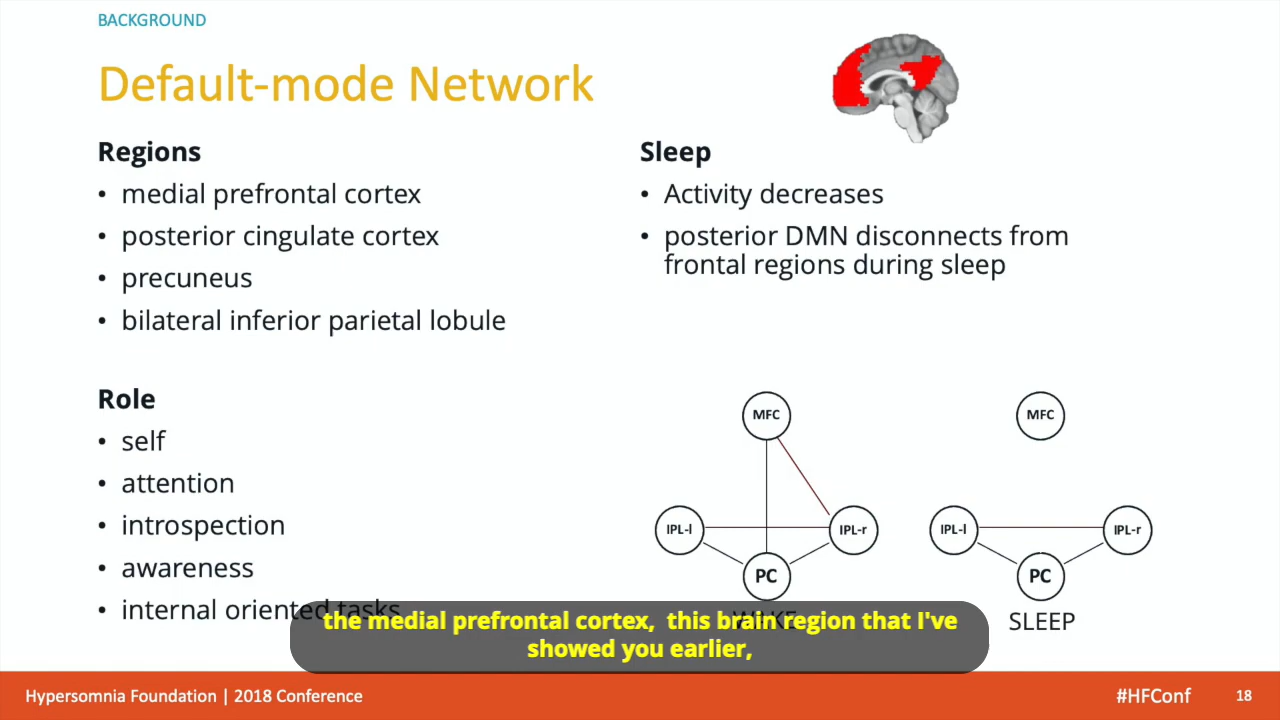 BACKGROUND
Default-mode Network
Regions
• medial prefrontal cortex
• posterior cingulate cortex
• precuneus
• bilateral inferior parietal lobule
Role
• self
• attention
• introspection
• awareness
• internal oriented tasks
Sleep
• Activity decreases
• posterior DMN disconnects from
frontal regions during sleep
MFC
IPL-l
IPL-r
PC
WAKE
MFC
IPL-l
IPL-r
PC
SLEEP
the medial prefrontal cortex, this brain region that I've
showed you earlier,
Hypersomnia Foundation | 2018 Conference
#HFConf
18